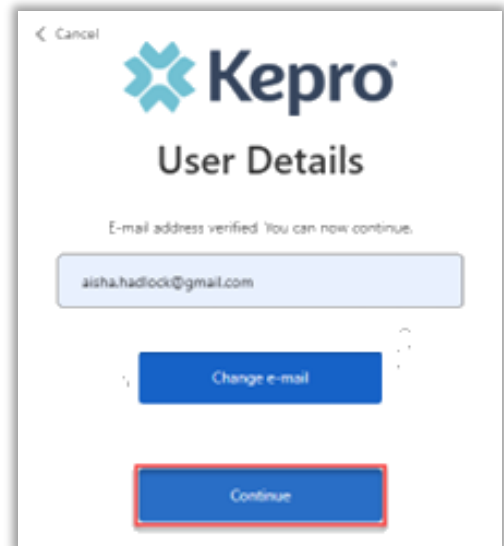 Cancel
Kepro
User Details
E-mail address verified. You can now continue.
aisha.hadlock@gmail.com
Change e-mail
Continue